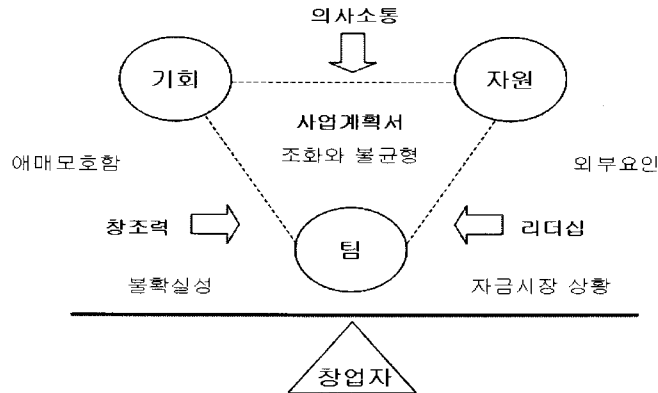 의사소통
기회
자원
사업계획서
조화와 불균형
애매모호함
외부요인
창조력
팀
리더십
불확실성
자금시장 상황
창업자